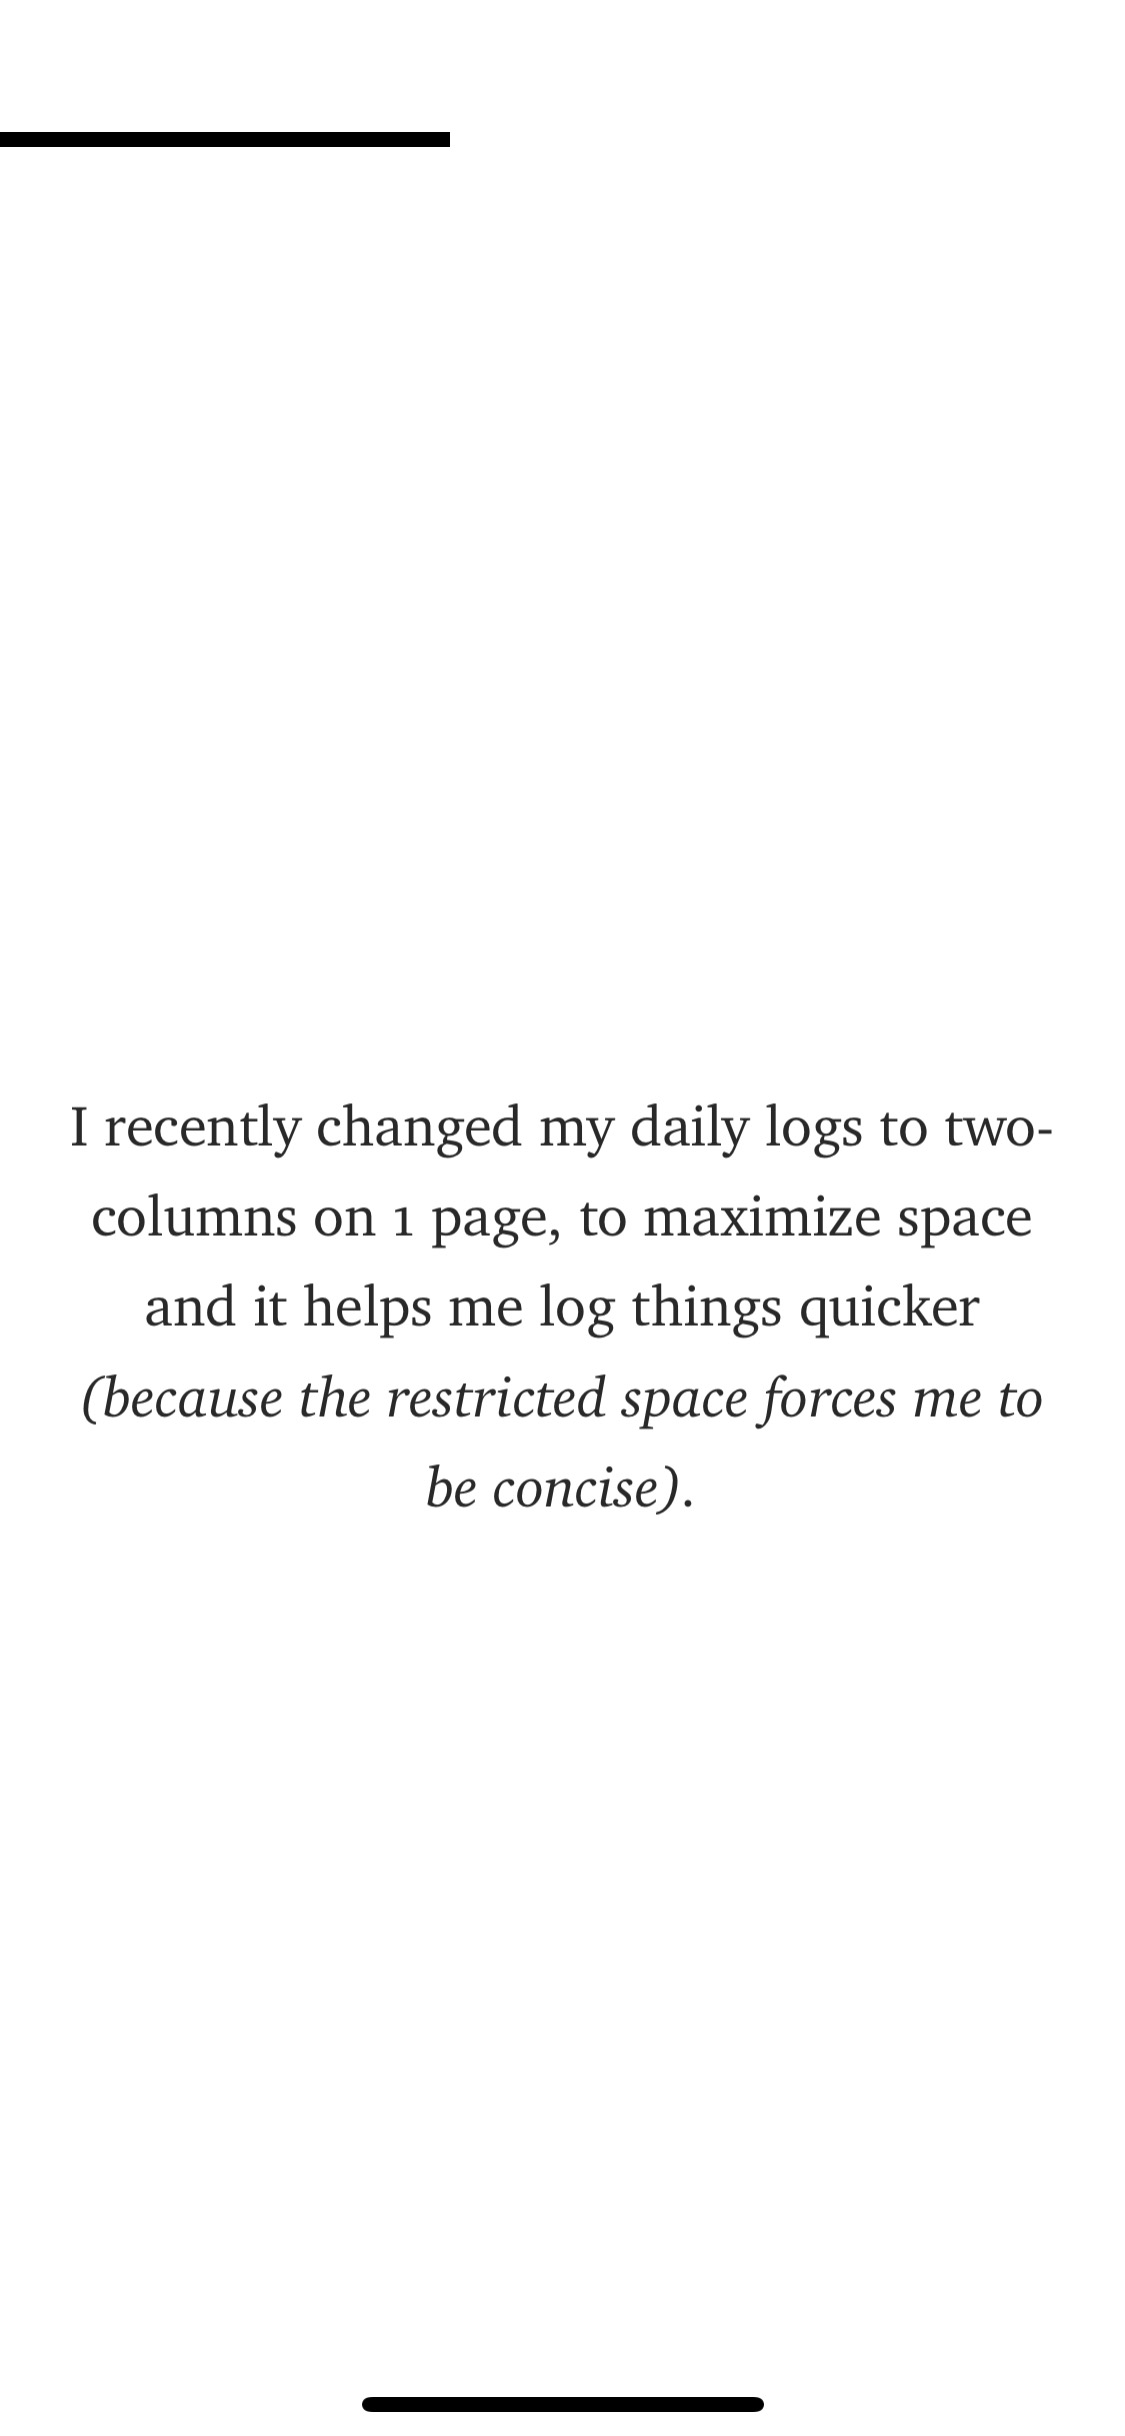 I recently changed my daily logs to two-
columns on 1 page, to maximize space
and it helps me log things quicker
(because the restricted space forces me to
be concise).